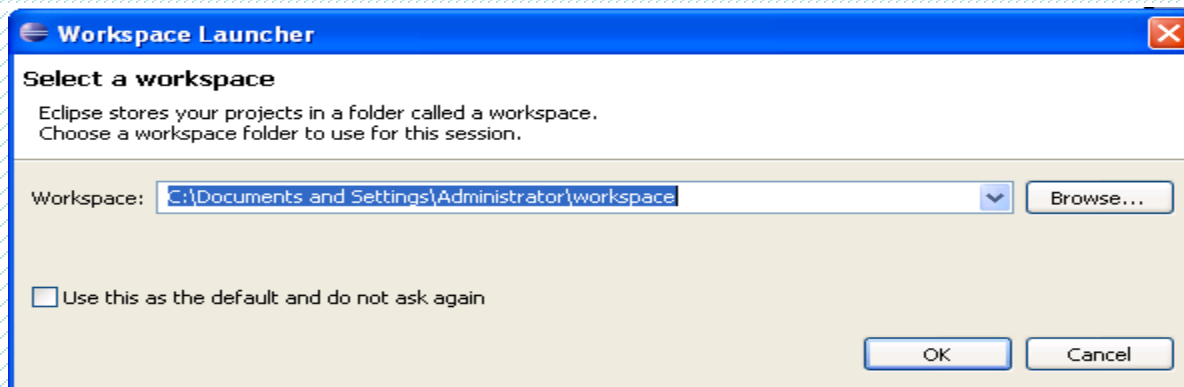 Workspace Launcher
Select a workspace
Eclipse stores your projects in a folder called a workspace.
Choose a workspace folder to use for this session.
Workspace: C:\Documents and Settings\Administrator\workspace Browse...
Use this as the default and do not ask again
OK Cancel